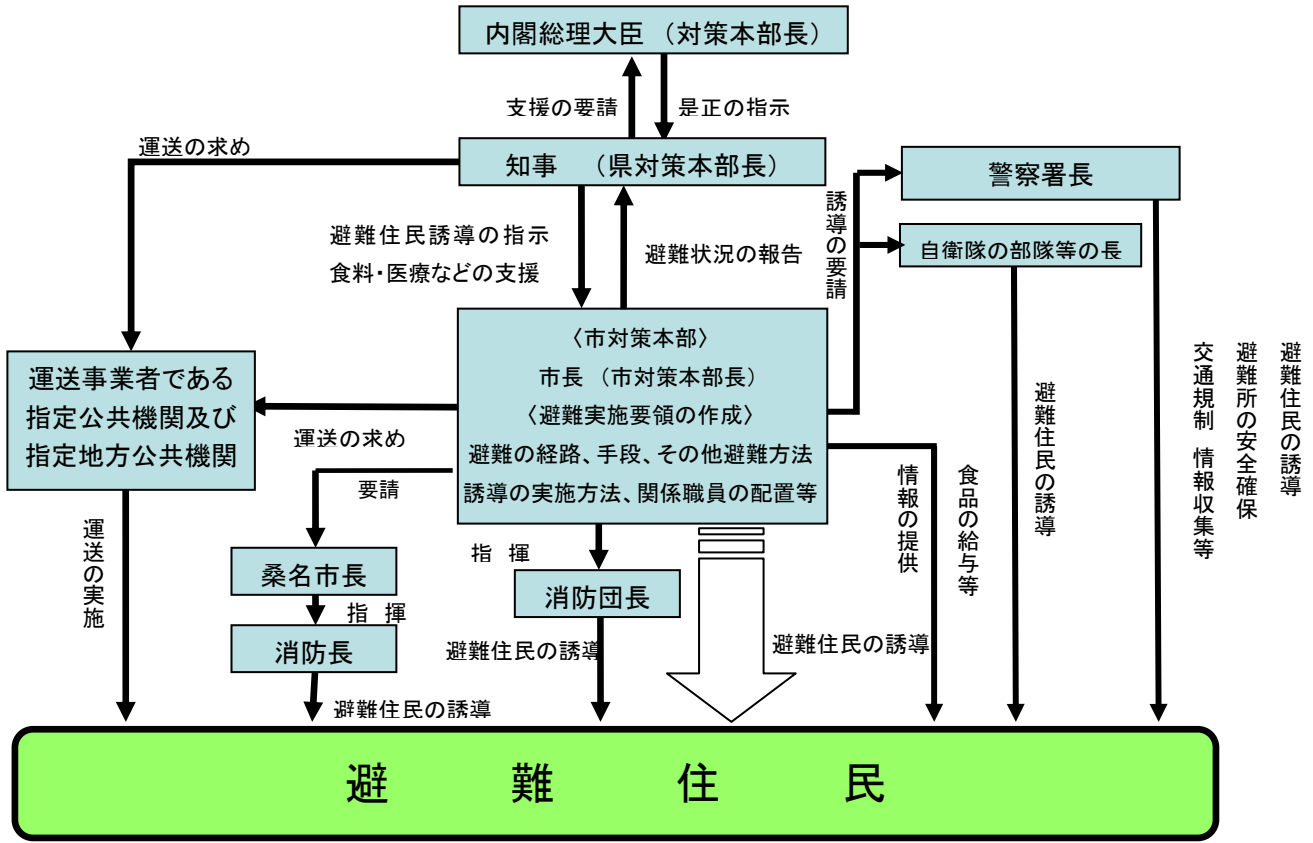 内閣総理大臣 (対策本部長)
支援の要請
是正の指示
運送の求め
知事 (県対策本部長)
警察署長
誘導の要請
避難住民誘導の指示
食料・医療などの支援
避難状況の報告
自衛隊の部隊等の長
〈市対策本部〉
市長 (市対策本部長)
〈避難実施要領の作成〉
避難の経路、手段、その他避難方法
誘導の実施方法、関係職員の配置等
運送事業者である
指定公共機関及び
指定地方公共機関
運送の求め
要請
避難住民の誘導
避難所の安全確保
交通規制 情報収集等
避難住民の誘導
食品の給与等
情報の提供
運送の実施
桑名市長
指 揮
消防長
避難住民の誘導
指 揮
消防団長
避難住民の誘導
避難住民の誘導
避 難 住 民